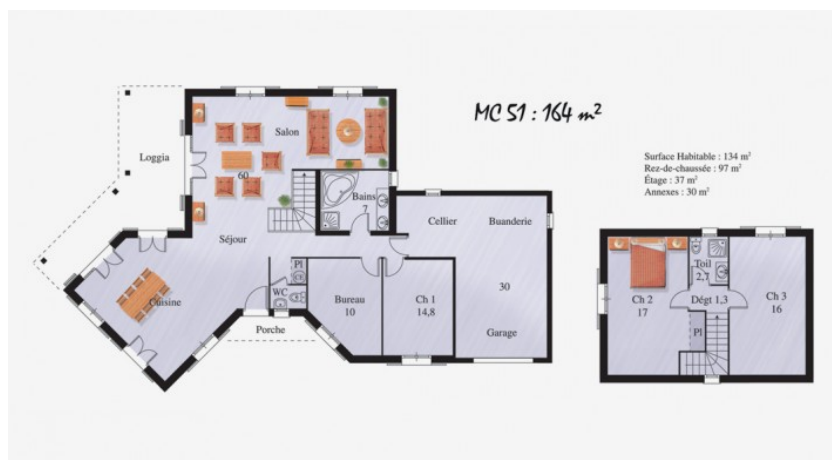 MC 51 : 164 m²
Surface Habitable : 134 m²
Rez-de-chaussée : 97 m²
Étage : 37 m²
Annexes : 30 m²
Salon
Loggia
60
Bains
7
Cellier
Buanderie
Séjour
Pl
WC
Cuisine
Bureau
10
Ch 1
14,8
30
Porche
Garage
Toil
2,7
Ch 2
17
Dégt 1,3
Ch 3
16
Pl